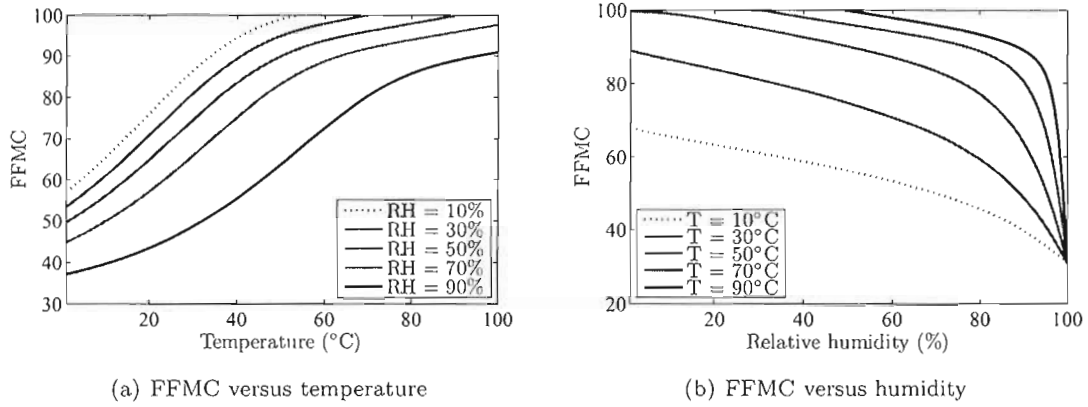 100
90
80
70
60
50
40
30
FFMC
20
40
60
80
100
Temperature (°C)
RH = 10%
RH = 30%
RH = 50%
RH = 70%
RH = 90%
(a) FFMC versus temperature
100
80
60
40
20
FFMC
20
40
60
80
100
Relative humidity (%)
T = 10°C
T = 30°C
T = 50°C
T = 70°C
T = 90°C
(b) FFMC versus humidity